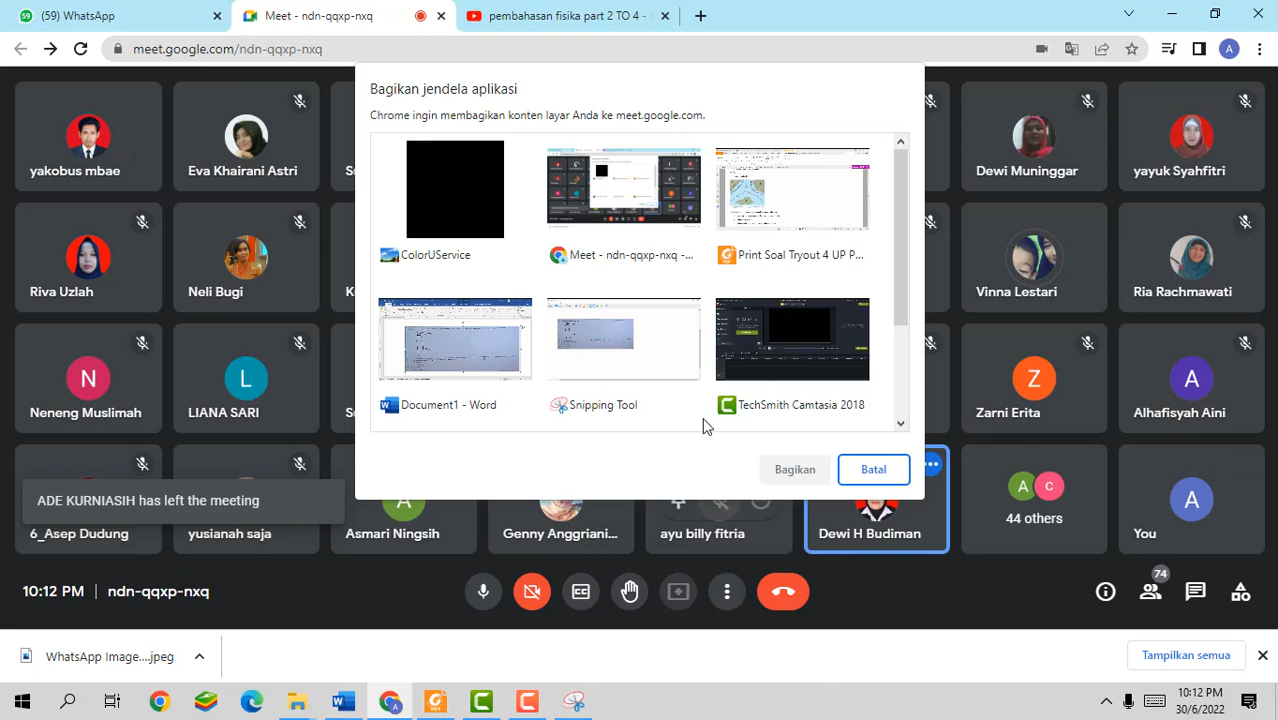 (59) WhatsApp
Meet - ndn-qqxp-nxq
pembahasan fisika part 2 TO 4 -
meet.google.com/ndn-qqxp-nxq
A
Bagikan jendela aplikasi
Chrome ingin membagikan konten layar Anda ke meet.google.com.
ColorUService
Meet - ndn-qqxp-nxq -...
Print Soal Tryout 4 UP P...
Document1 - Word
Snipping Tool
TechSmith Camtasia 2018
Bagikan
Batal
yakobus mbae
Eva Khairani Astri
Dewi Muninggar
yayuk Syahfitri
Riva Uzlah
Neli Bugi
Vinna Lestari
Ria Rachmawati
N
Neneng Muslimah
L
LIANA SARI
Z
Zarni Erita
A
Alhafisyah Aini
ADE KURNIASIH has left the meeting
6_Asep Dudung
yusianah saja
A
Asmari Ningsih
Genny Anggriani...
ayu billy fitria
Dewi H Budiman
A C
44 others
A
You
10:12 PM | ndn-qqxp-nxq
74
WhatsApp Image....jpeg
Tampilkan semua
10:12 PM
30/6/2022